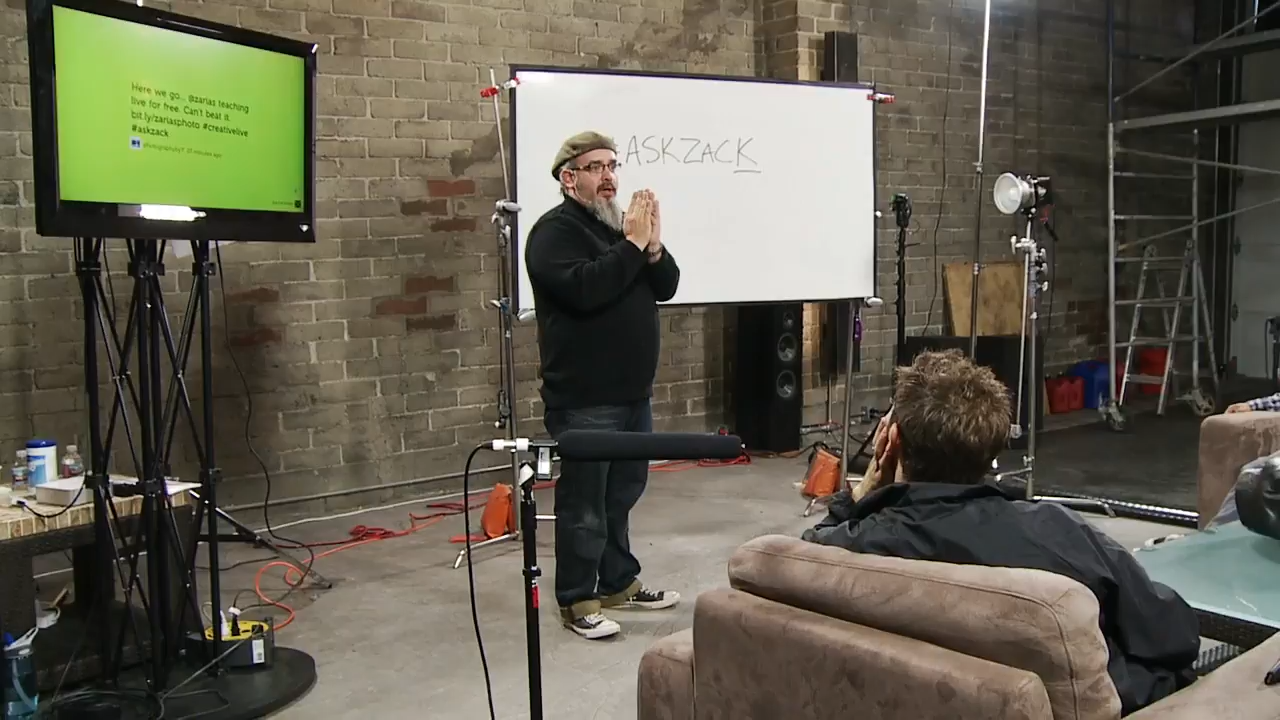 Here we go... @zarias teaching
live for free. Can't beat it.
bit.ly/zariasphoto #creativelive
#askzack
ASKZACK